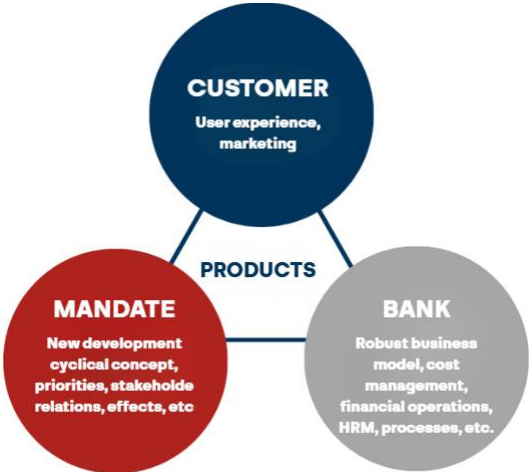 CUSTOMER
User experience,
marketing
PRODUCTS
MANDATE
New development
cyclical concept,
priorities, stakeholde
relations, effects, etc
BANK
Robust business
model, cost
management,
financial operations,
HRM, processes, etc.